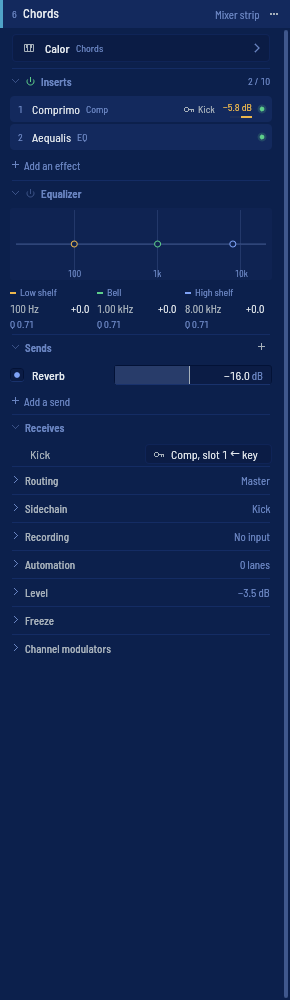 6 Chords Mixer strip ···
Calor Chords
Inserts 2 / 10
1 Comprimo Comp Kick −5.8 dB
2 Aequalis EQ
+ Add an effect
Equalizer
100 1k 10k
Low shelf Bell High shelf
100 Hz +0.0 1.00 kHz +0.0 8.00 kHz +0.0
Q 0.71 Q 0.71 Q 0.71
Sends +
Reverb −16.0 dB
+ Add a send
Receives
Kick Comp, slot 1 ← key
Routing Master
Sidechain Kick
Recording No input
Automation 0 lanes
Level −3.5 dB
Freeze
Channel modulators